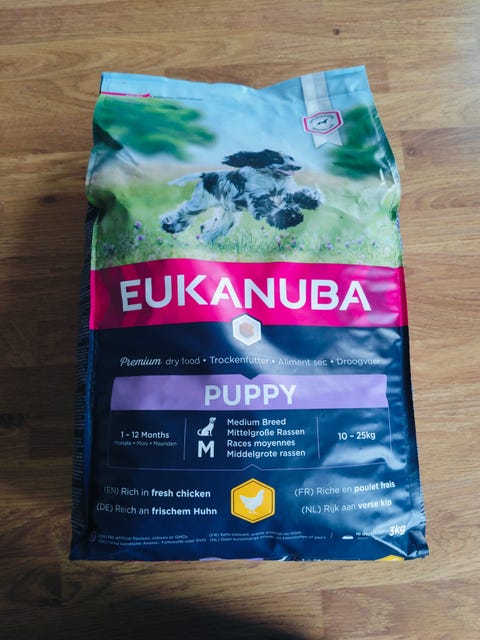 EUKANUBA
Premium dry food • Trockenfutter • Aliment sec • Droogvoer
PUPPY
1 – 12 Months
Monate • Mois • Maanden
M
Medium Breed
Mittelgroße Rassen
Races moyennes
Middelgrote rassen
10 – 25kg
(EN) Rich in fresh chicken
(DE) Reich an frischem Huhn
(FR) Riche en poulet frais
(NL) Rijk aan verse kip
3kg